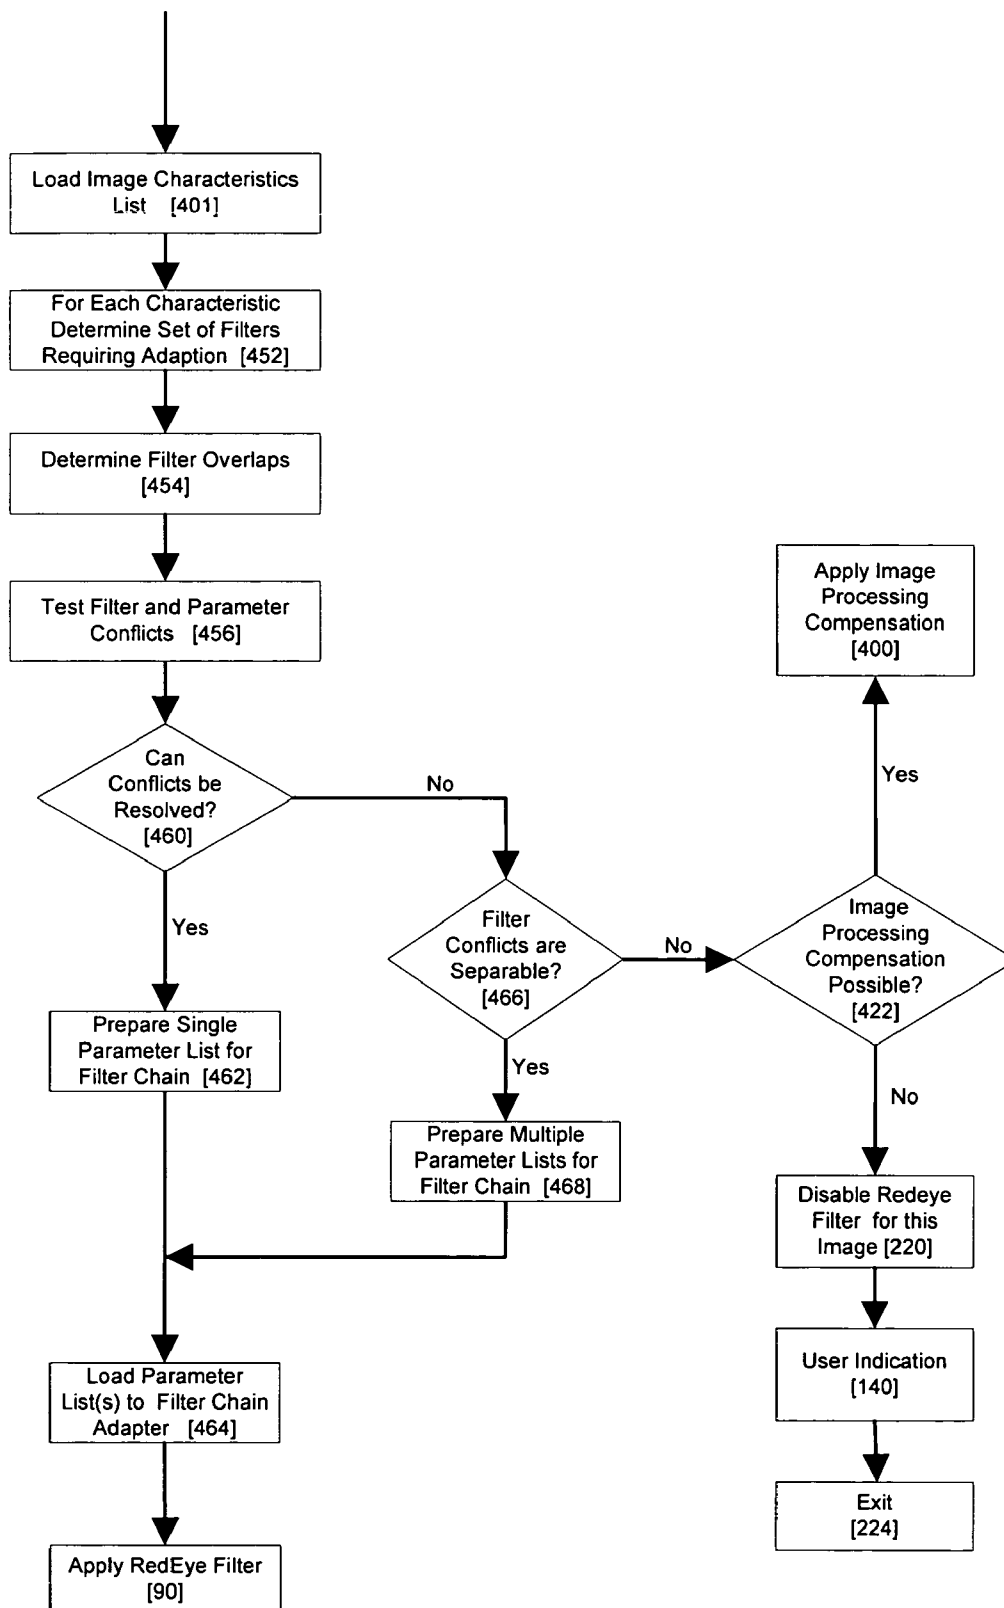 Load Image Characteristics
List [401]
For Each Characteristic
Determine Set of Filters
Requiring Adaption [452]
Determine Filter Overlaps
[454]
Test Filter and Parameter
Conflicts [456]
Can
Conflicts be
Resolved?
[460]
No
Yes
Filter
Conflicts are
Separable?
[466]
No
Yes
Image
Processing
Compensation
Possible?
[422]
Yes
Apply Image
Processing
Compensation
[400]
No
Prepare Single
Parameter List for
Filter Chain [462]
Prepare Multiple
Parameter Lists for
Filter Chain [468]
Disable Redeye
Filter for this
Image [220]
User Indication
[140]
Exit
[224]
Load Parameter
List(s) to Filter Chain
Adapter [464]
Apply RedEye Filter
[90]